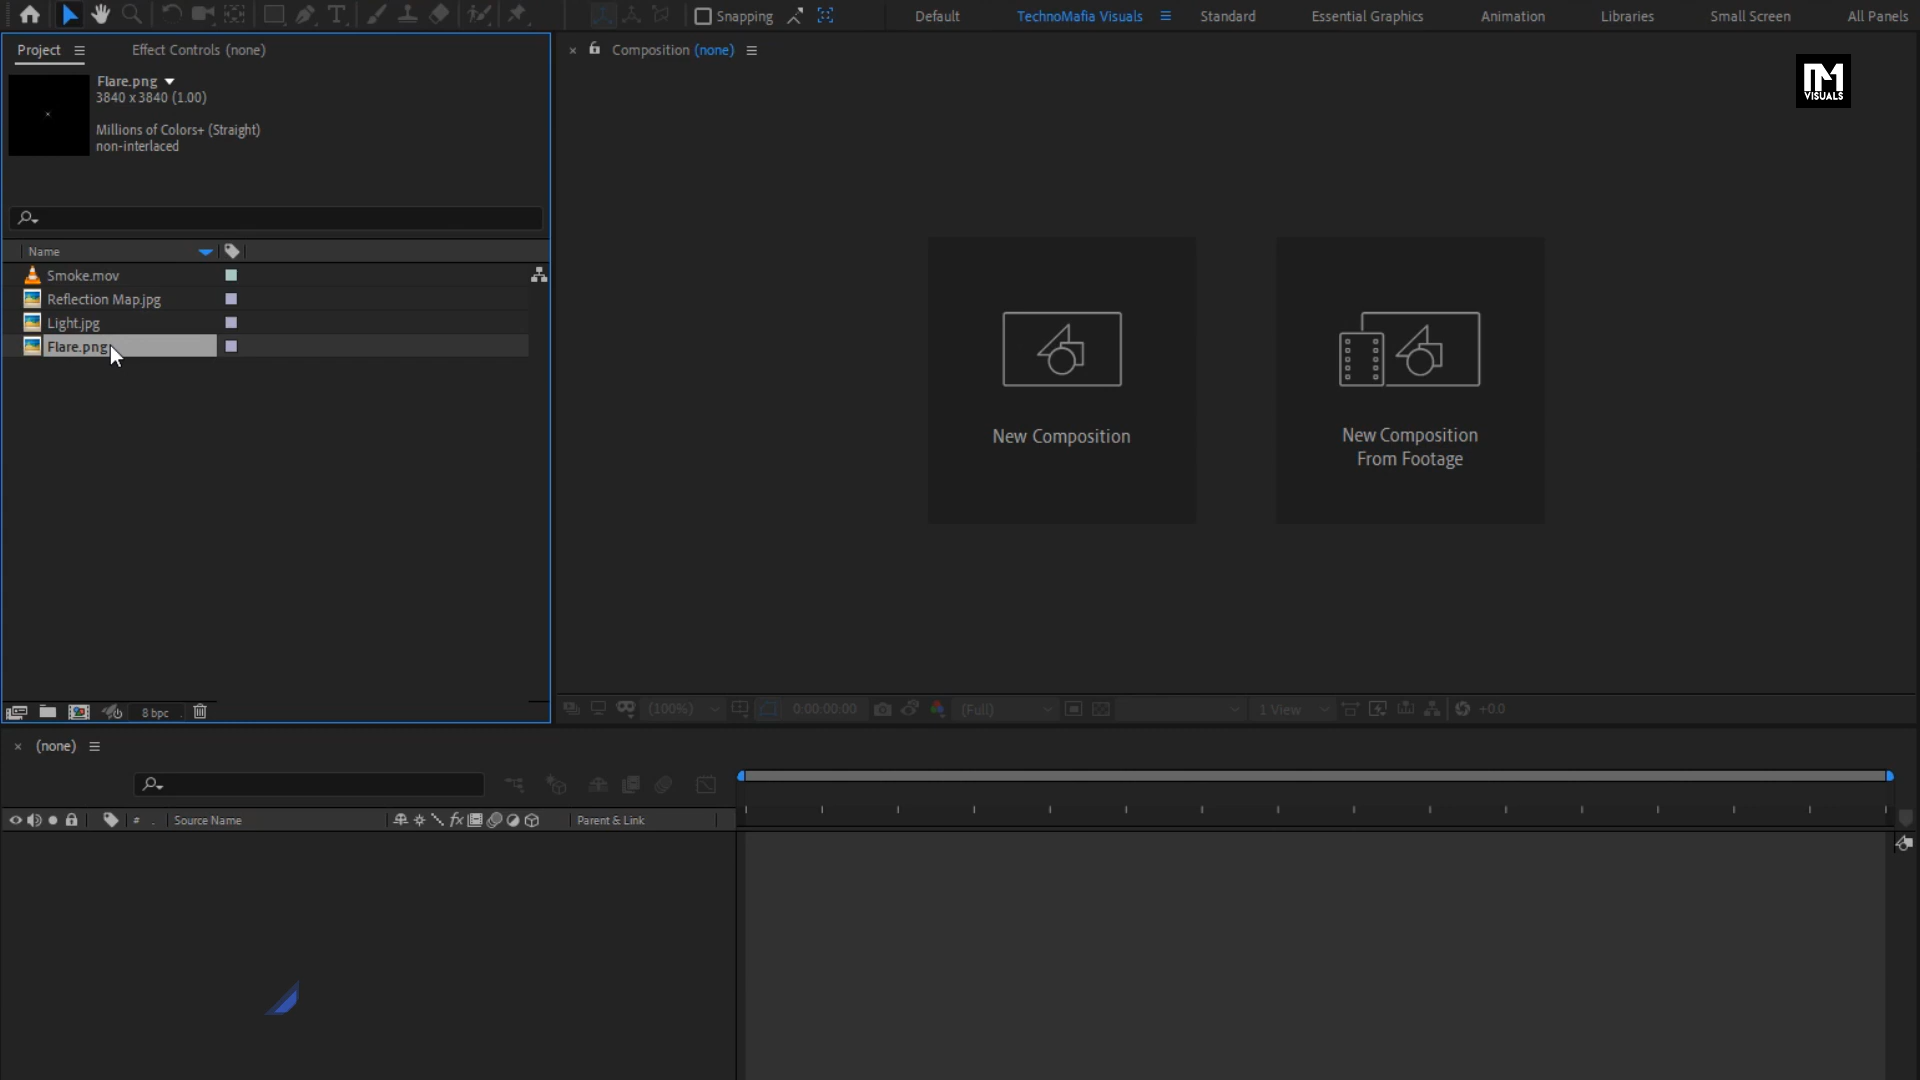 Snapping
Default
TechnoMafia Visuals
Standard
Essential Graphics
Animation
Libraries
Small Screen
All Panels
Project
Effect Controls (none)
Composition (none)
Flare.png
3840 x 3840 (1.00)
Millions of Colors+ (Straight)
non-interlaced
VISUALS
Name
Smoke.mov
Reflection Map.jpg
Light.jpg
Flare.png
New Composition
New Composition
From Footage
8 bpc
(100%)
0:00:00:00
(Full)
1 View
+0.0
(none)
#
Source Name
fx
Parent & Link